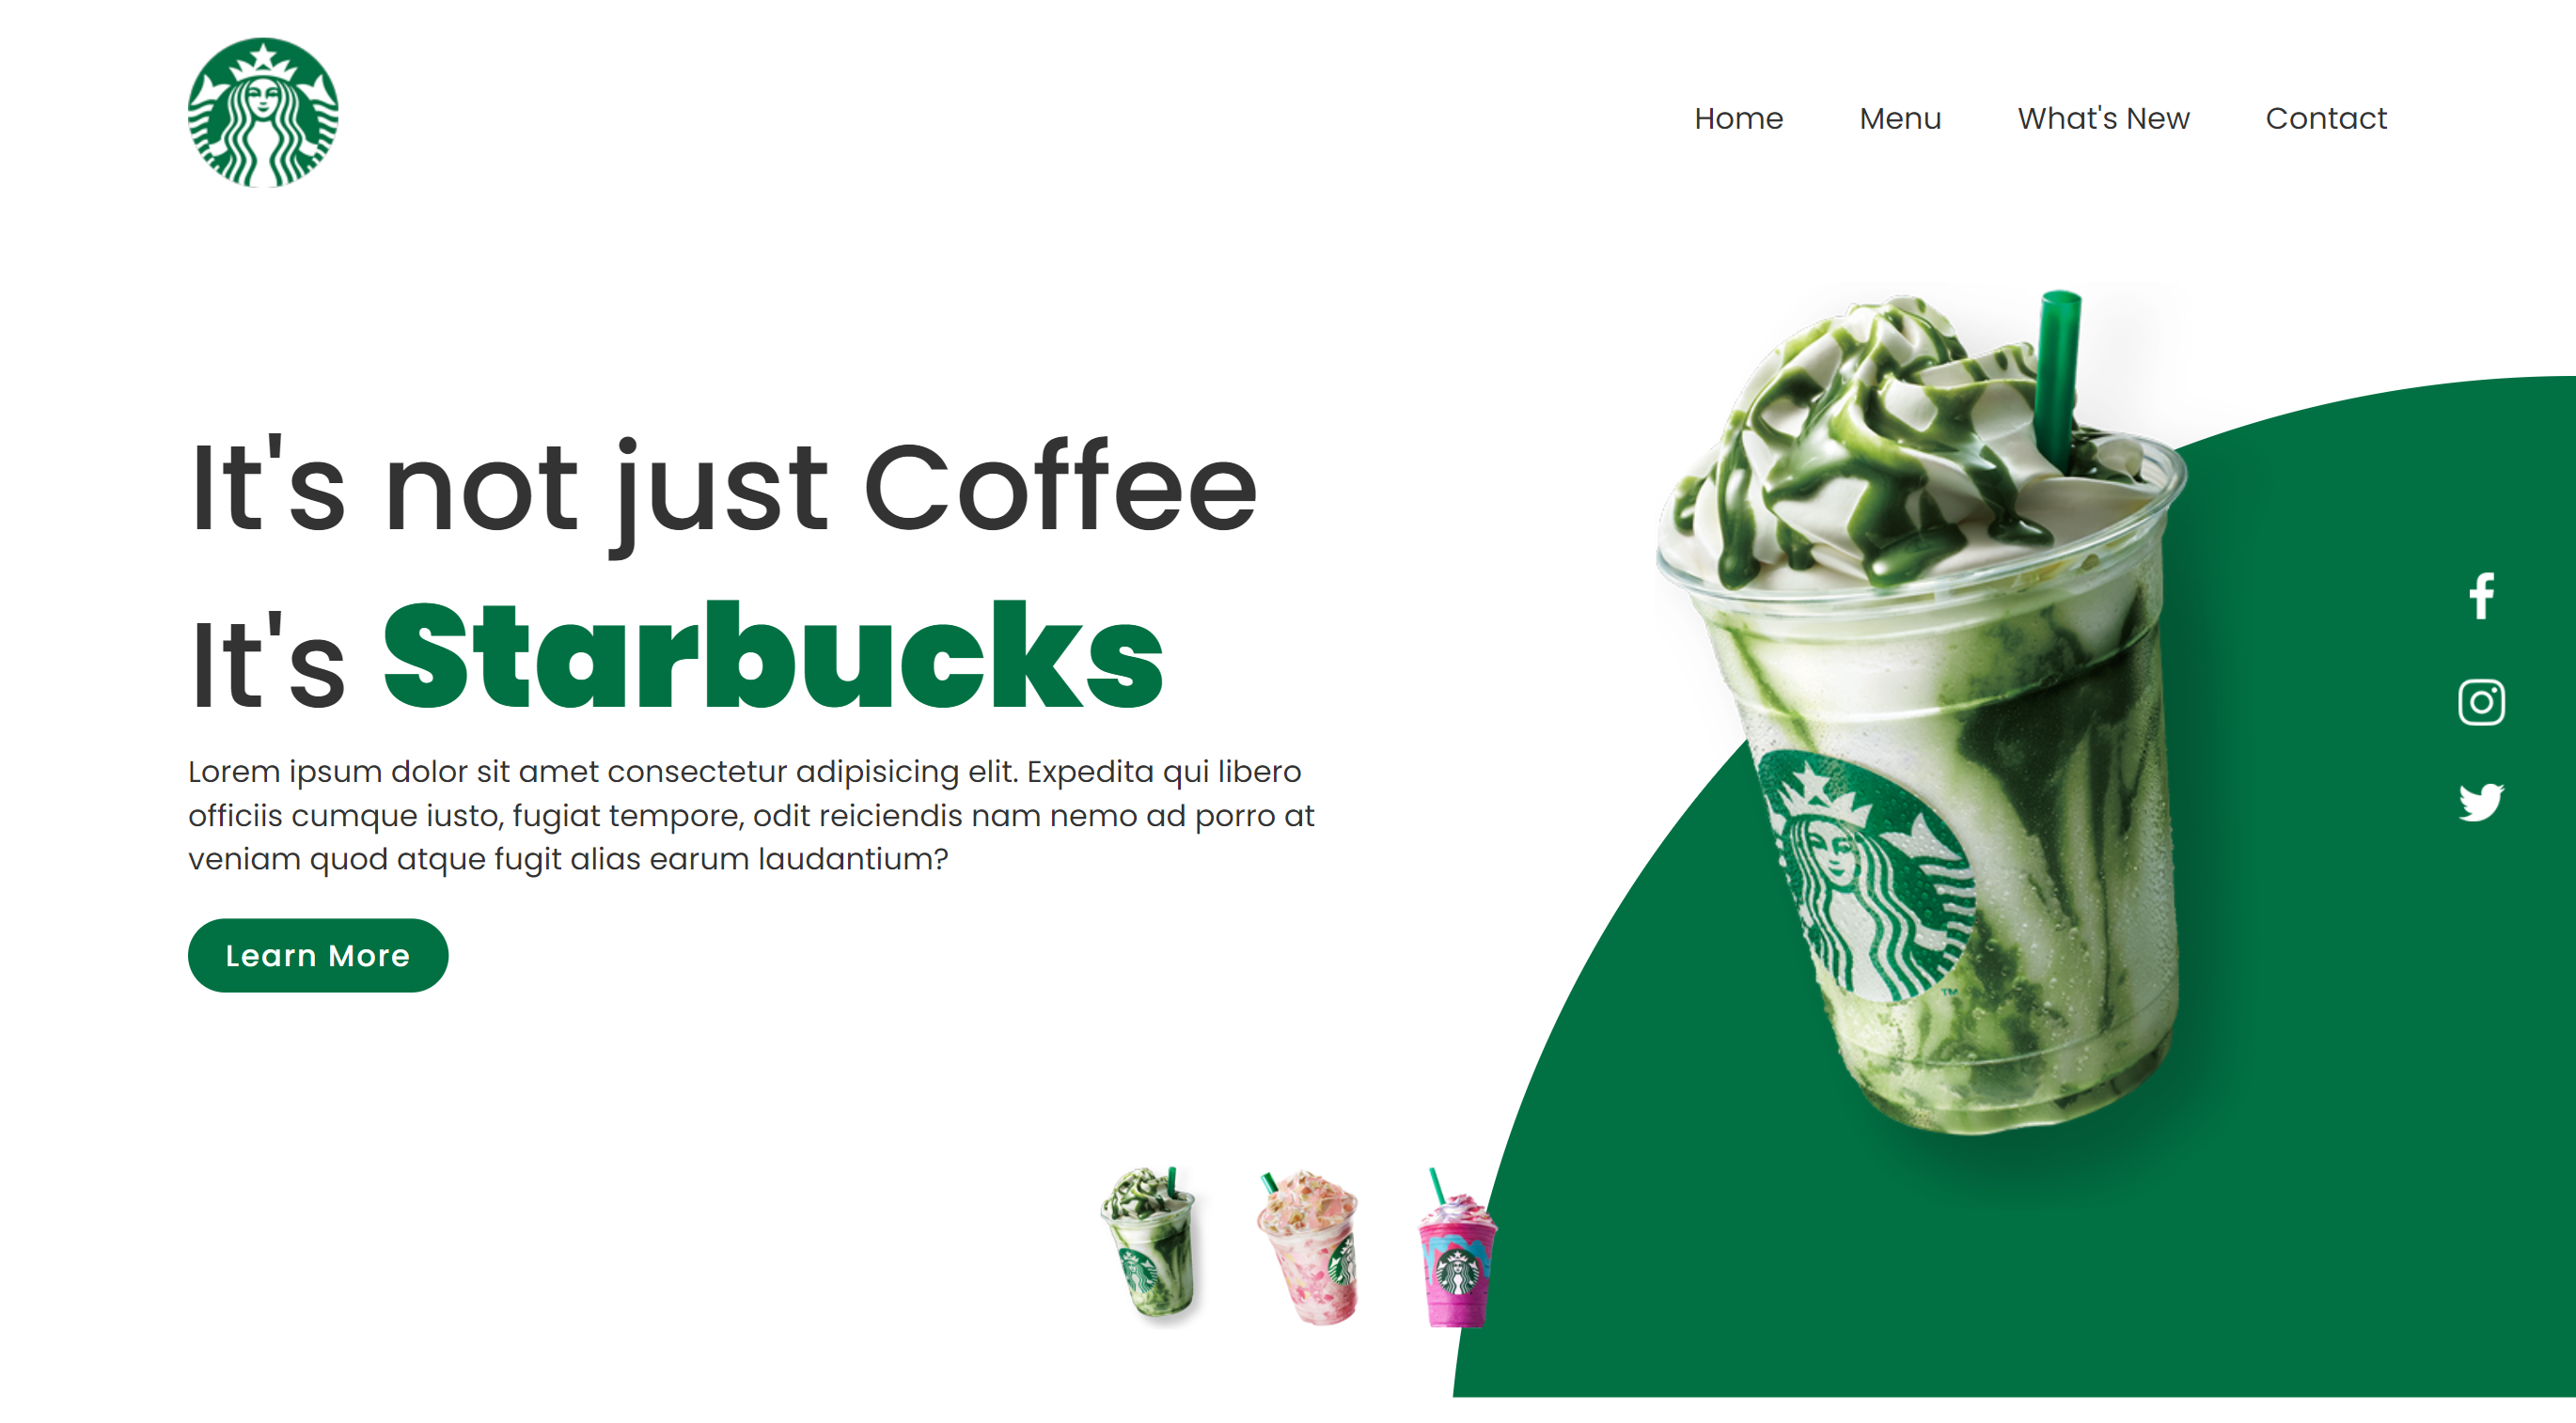 Home Menu What's New Contact
It's not just Coffee
It's Starbucks
Lorem ipsum dolor sit amet consectetur adipisicing elit. Expedita qui libero
officiis cumque iusto, fugiat tempore, odit reiciendis nam nemo ad porro at
veniam quod atque fugit alias earum laudantium?
Learn More
TM